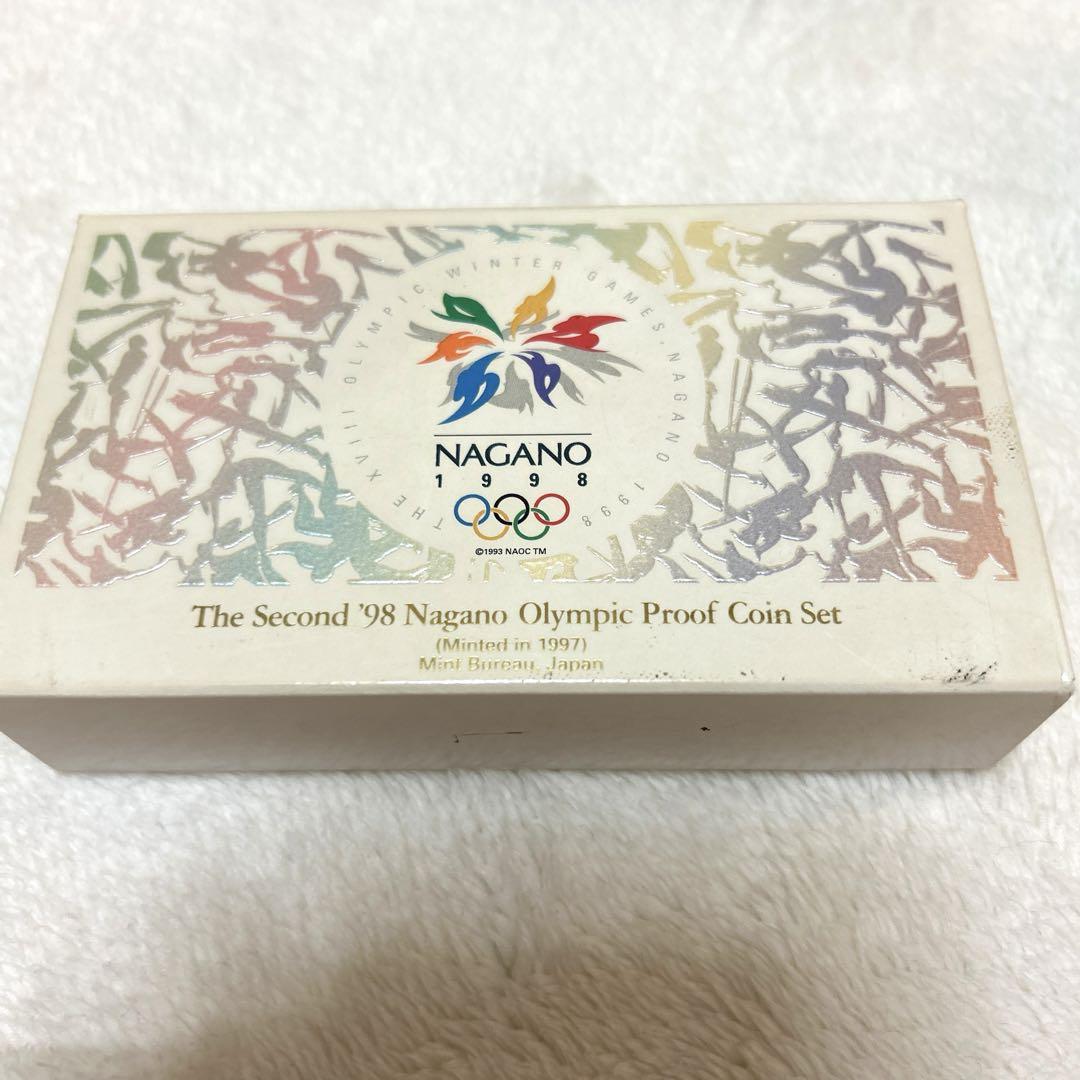 THE XVIII OLYMPIC WINTER GAMES, NAGANO 1998
NAGANO
1998
©1993 NAOC TM
The Second '98 Nagano Olympic Proof Coin Set
(Minted in 1997)
Mint Bureau, Japan